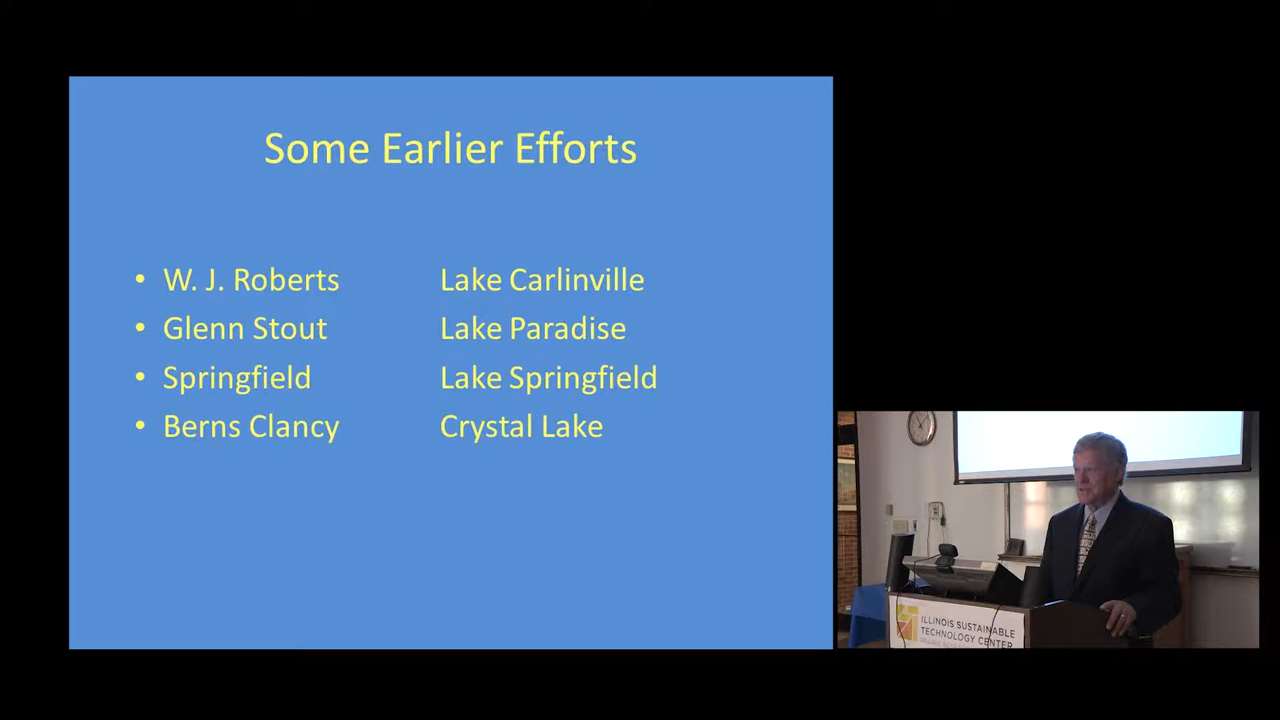 Some Earlier Efforts
• W. J. Roberts Lake Carlinville
• Glenn Stout Lake Paradise
• Springfield Lake Springfield
• Berns Clancy Crystal Lake
ILLINOIS SUSTAINABLE
TECHNOLOGY CENTER